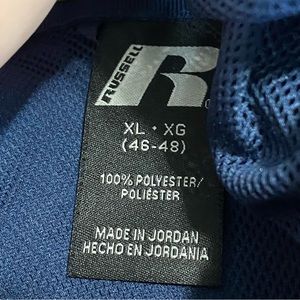 RUSSELL
R
XL • XG
(46-48)
100% POLYESTER/
POLIÉSTER
MADE IN JORDAN
HECHO EN JORDANIA